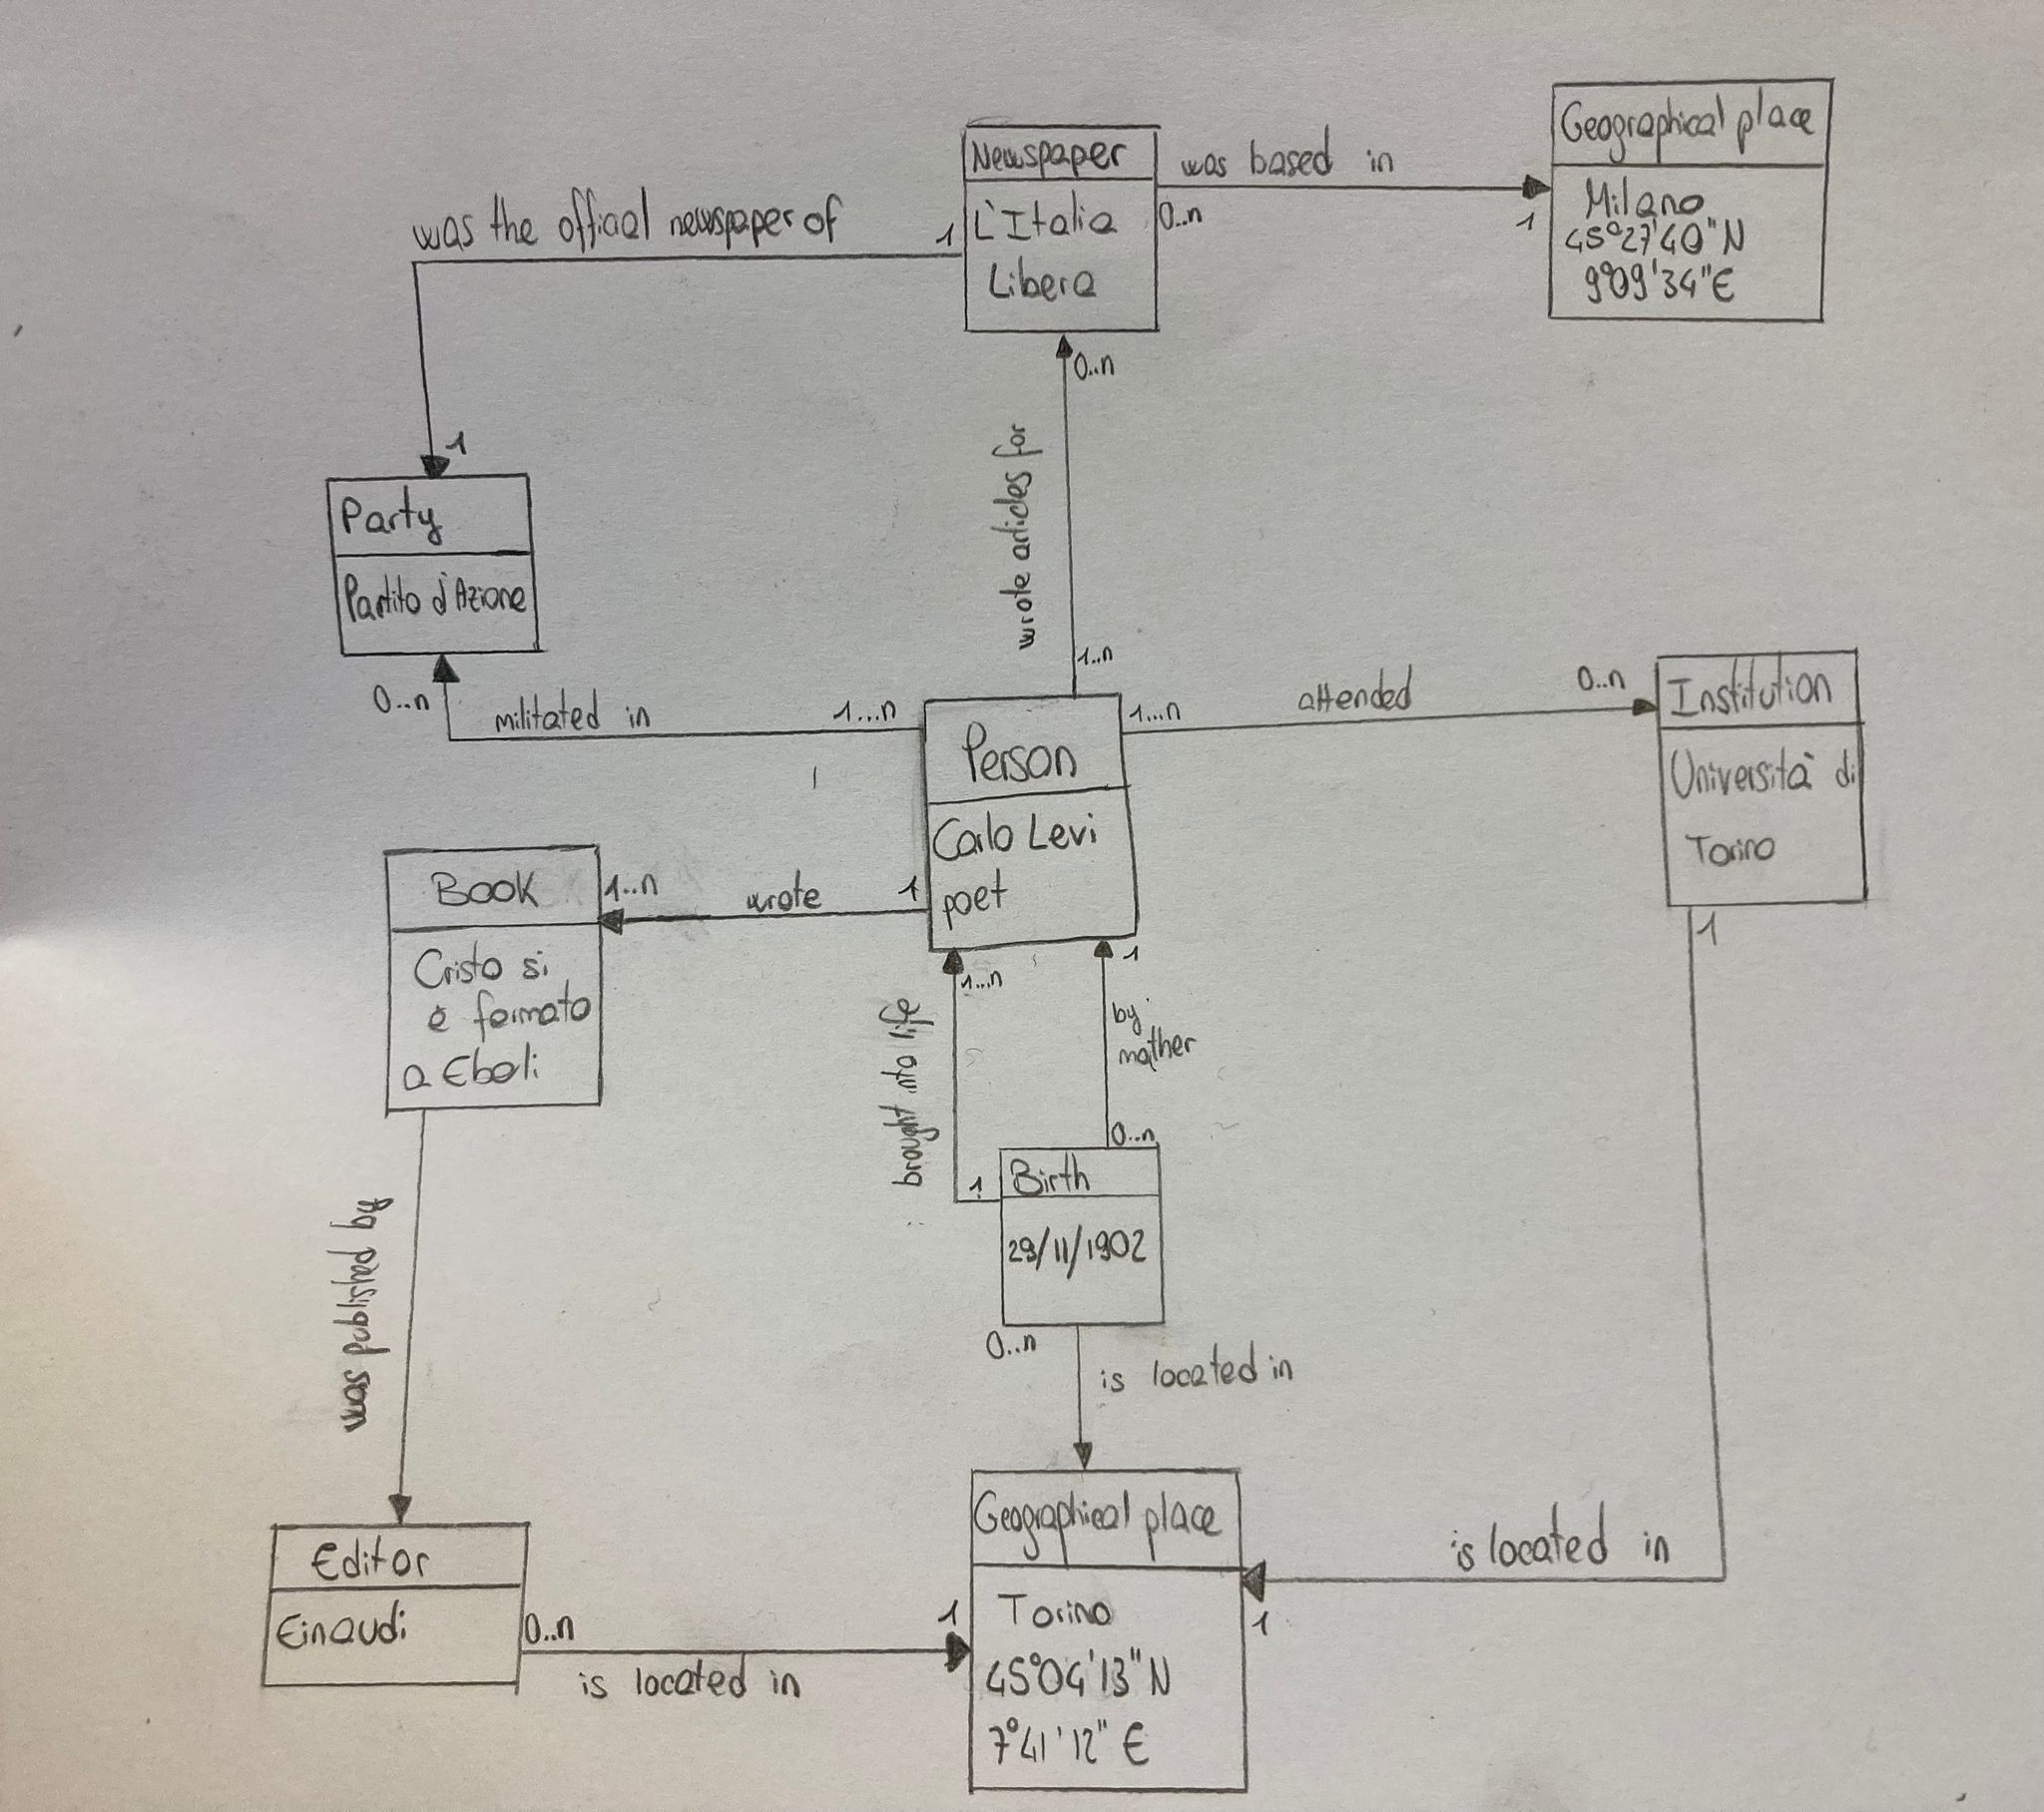 Geographical place
Milano
45°27'40"N
9°09'34"E
Newspaper
L'Italia
Libera
was based in
0..n
1
was the official newspaper of
1
1
0..n
wrote articles for
1..n
Party
Partito d'Azione
0..n
militated in
1...n
1...n
attended
0..n
Institution
Università di
Torino
1
Person
Carlo Levi
poet
Book
Cristo si
è fermato
a Eboli
1..n
wrote
1
1...n
1
brought into life
by
mather
0..n
1
Birth
29/11/1902
0..n
is located in
was published by
Editor
Einaudi
0..n
is located in
1
Geographical place
Torino
45°04'13"N
7°41'12"E
is located in
1